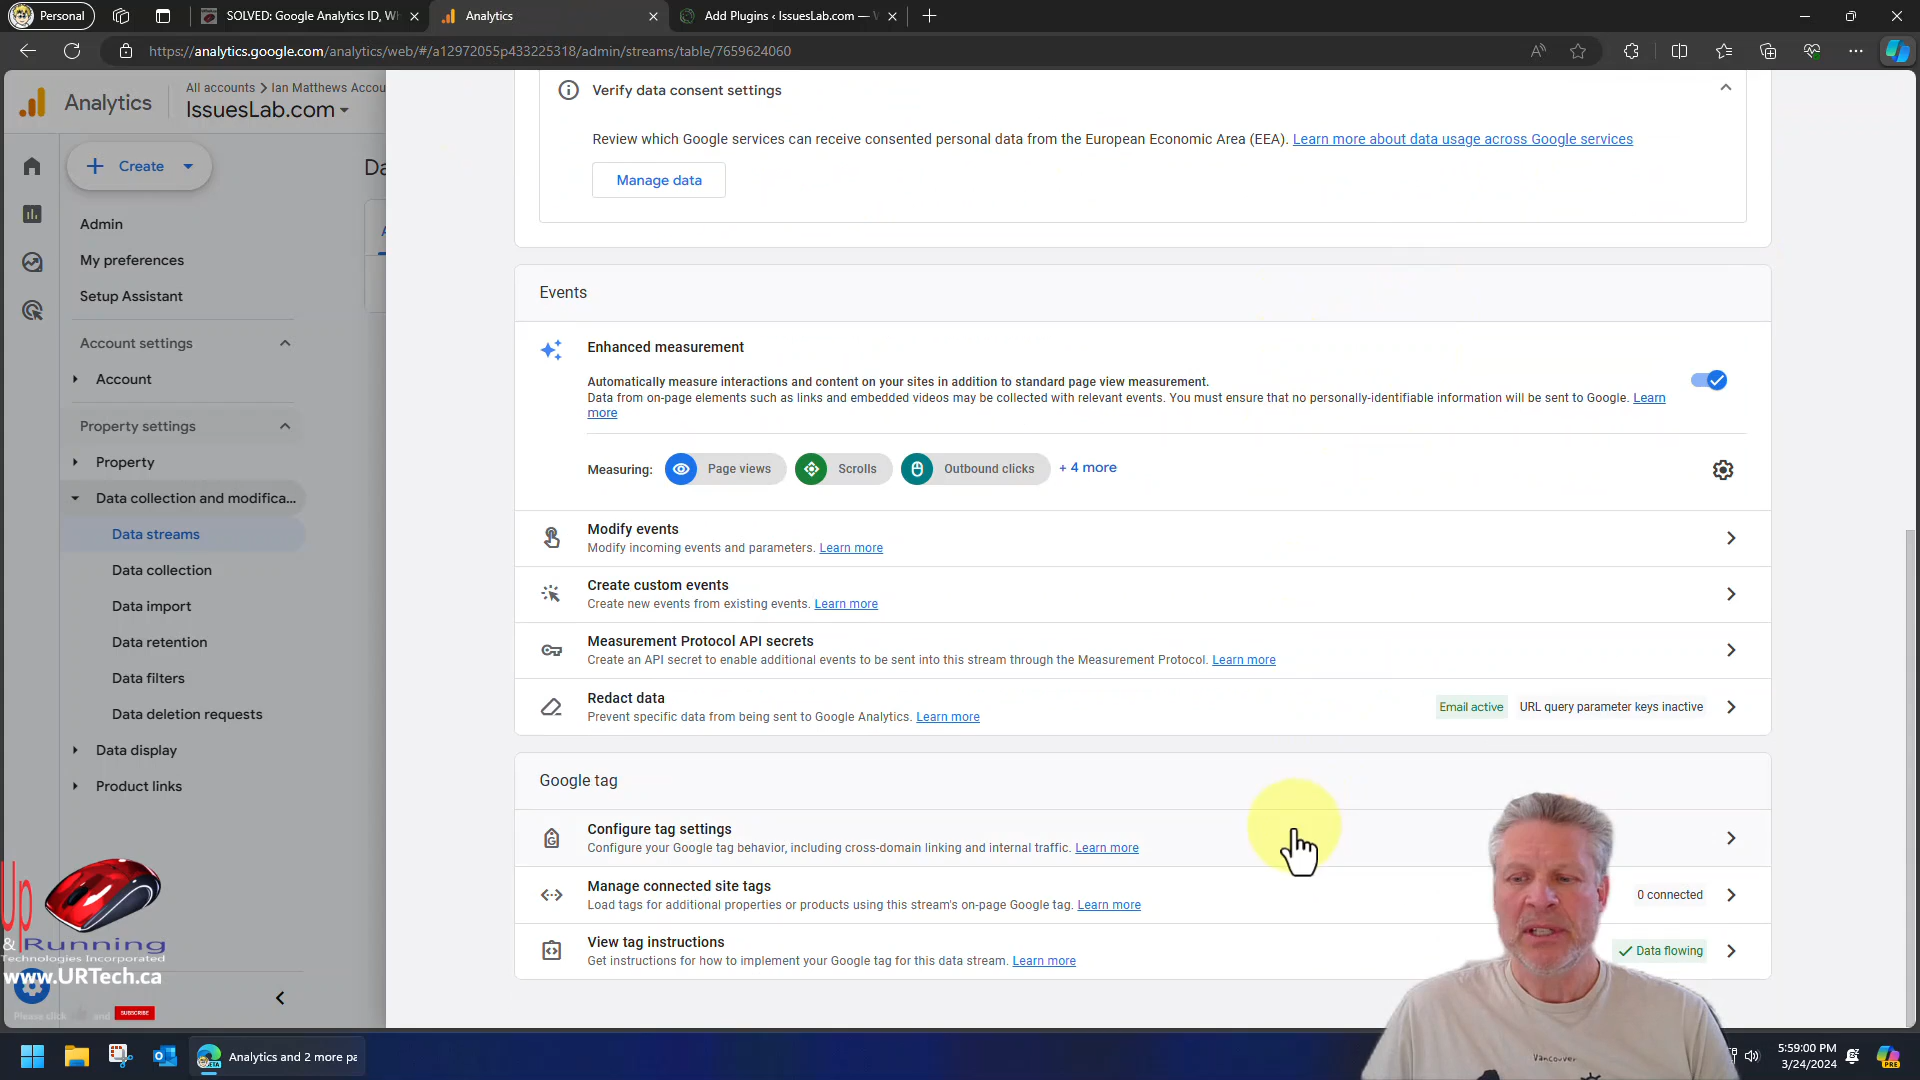 Personal
SOLVED: Google Analytics ID, Wh
Analytics
Add Plugins ‹ IssuesLab.com — W
https://analytics.google.com/analytics/web/#/a12972055p433225318/admin/streams/table/7659624060
Analytics
All accounts > Ian Matthews Accou
IssuesLab.com
Create
Admin
My preferences
Setup Assistant
Account settings
Account
Property settings
Property
Data collection and modifica...
Data streams
Data collection
Data import
Data retention
Data filters
Data deletion requests
Data display
Product links
Da
Verify data consent settings
Review which Google services can receive consented personal data from the European Economic Area (EEA). Learn more about data usage across Google services
Manage data
Events
Enhanced measurement
Automatically measure interactions and content on your sites in addition to standard page view measurement.
Data from on-page elements such as links and embedded videos may be collected with relevant events. You must ensure that no personally-identifiable information will be sent to Google. Learn
more
Measuring: Page views Scrolls Outbound clicks + 4 more
Modify events
Modify incoming events and parameters. Learn more
Create custom events
Create new events from existing events. Learn more
Measurement Protocol API secrets
Create an API secret to enable additional events to be sent into this stream through the Measurement Protocol. Learn more
Redact data
Prevent specific data from being sent to Google Analytics. Learn more
Email active URL query parameter keys inactive
Google tag
Configure tag settings
Configure your Google tag behavior, including cross-domain linking and internal traffic. Learn more
Manage connected site tags
Load tags for additional properties or products using this stream's on-page Google tag. Learn more
0 connected
View tag instructions
Get instructions for how to implement your Google tag for this data stream. Learn more
Data flowing
Up
& Running
Technologies Incorporated
www.URTech.ca
Please click and SUBSCRIBE
Analytics and 2 more pa
Vancouver
5:59:00 PM
3/24/2024
PRE